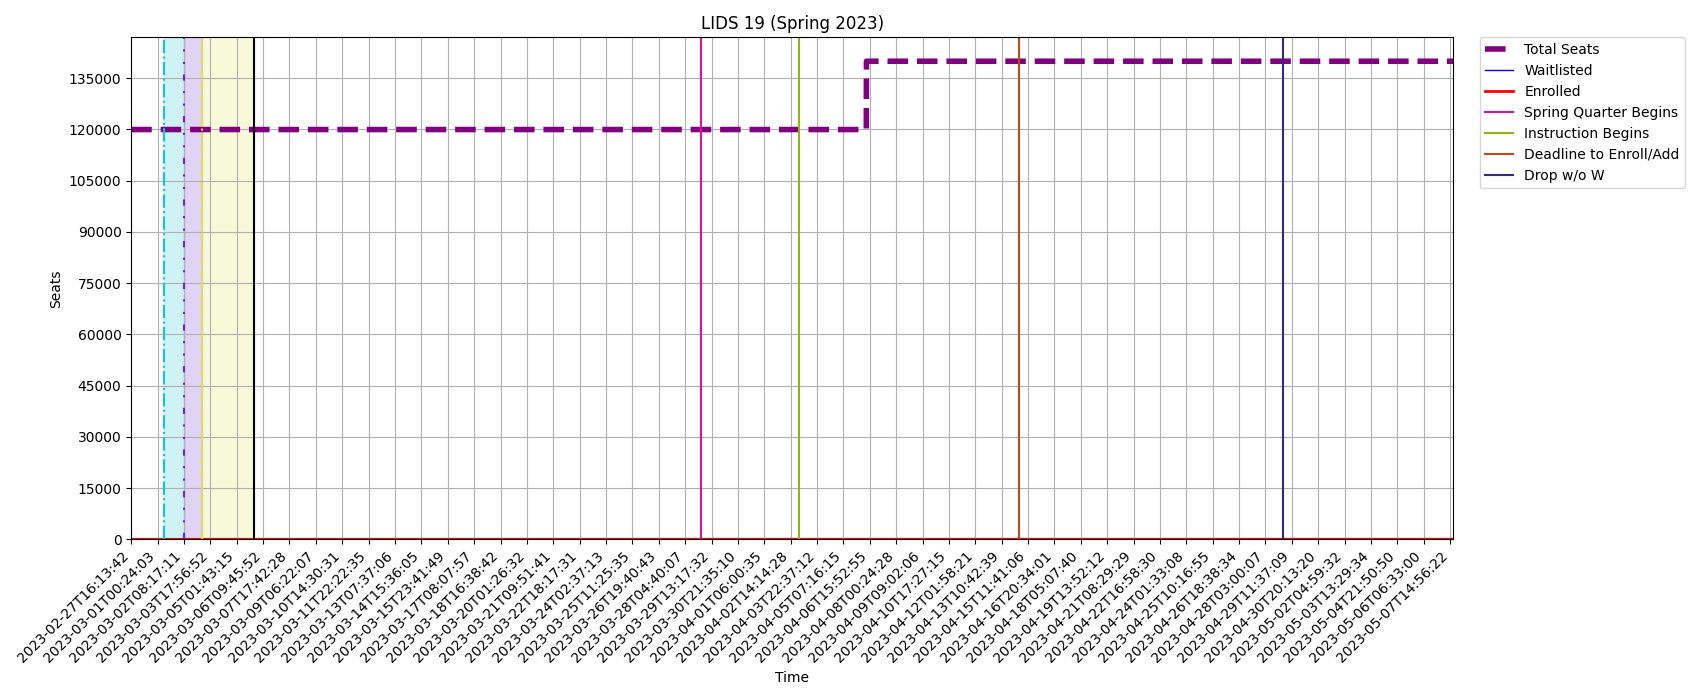 LIDS 19 (Spring 2023)
Total Seats
Waitlisted
Enrolled
Spring Quarter Begins
Instruction Begins
Deadline to Enroll/Add
Drop w/o W
Seats
135000
120000
105000
90000
75000
60000
45000
30000
15000
0
2023-02-27T16:13:42
2023-03-01T00:24:03
2023-03-02T08:17:11
2023-03-03T17:56:52
2023-03-05T01:43:15
2023-03-06T09:45:52
2023-03-07T17:42:28
2023-03-09T06:22:07
2023-03-10T14:30:31
2023-03-11T22:22:35
2023-03-13T07:37:06
2023-03-14T15:36:05
2023-03-15T23:41:49
2023-03-17T08:07:57
2023-03-18T16:38:42
2023-03-20T01:26:32
2023-03-21T09:51:41
2023-03-22T18:17:31
2023-03-24T02:37:13
2023-03-25T11:25:35
2023-03-26T19:40:43
2023-03-28T04:40:07
2023-03-29T13:17:32
2023-03-30T21:35:10
2023-04-01T06:00:35
2023-04-02T14:14:28
2023-04-03T22:37:12
2023-04-05T07:16:15
2023-04-06T15:52:55
2023-04-08T00:24:28
2023-04-09T09:02:06
2023-04-10T17:27:15
2023-04-12T01:58:21
2023-04-13T10:42:39
2023-04-15T11:41:06
2023-04-16T20:34:01
2023-04-18T05:07:40
2023-04-19T13:52:12
2023-04-21T08:29:29
2023-04-22T16:58:30
2023-04-24T01:33:08
2023-04-25T10:16:55
2023-04-26T18:38:34
2023-04-28T03:00:07
2023-04-29T11:37:09
2023-04-30T20:13:20
2023-05-02T04:59:32
2023-05-03T13:29:34
2023-05-04T21:50:50
2023-05-06T06:33:00
2023-05-07T14:56:22
Time